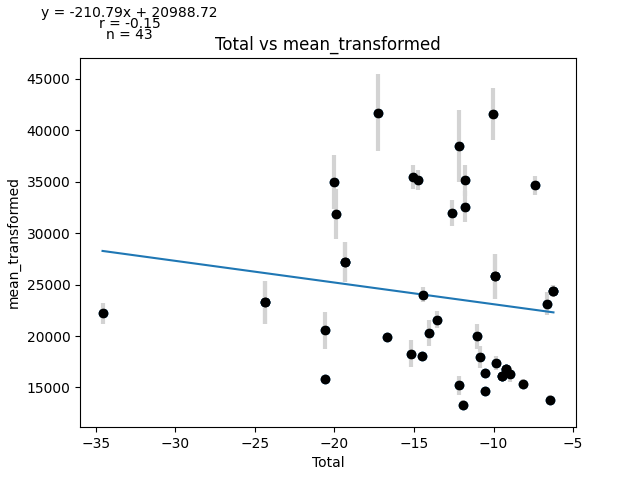 y = -210.79x + 20988.72
r = -0.15
n = 43
Total vs mean_transformed
45000
40000
35000
30000
25000
20000
15000
mean_transformed
−35 −30 −25 −20 −15 −10 −5
Total